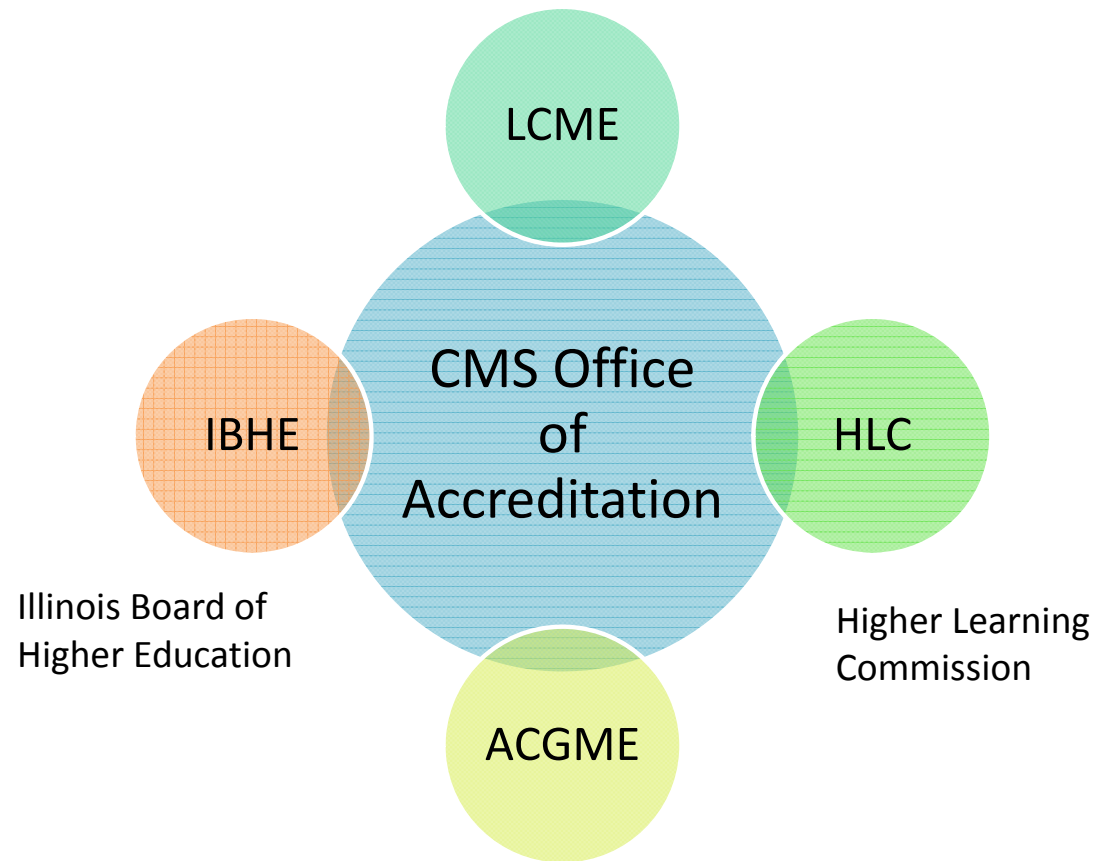 LCME
IBHE
CMS Office
of
Accreditation
HLC
Illinois Board of
Higher Education
Higher Learning
Commission
ACGME